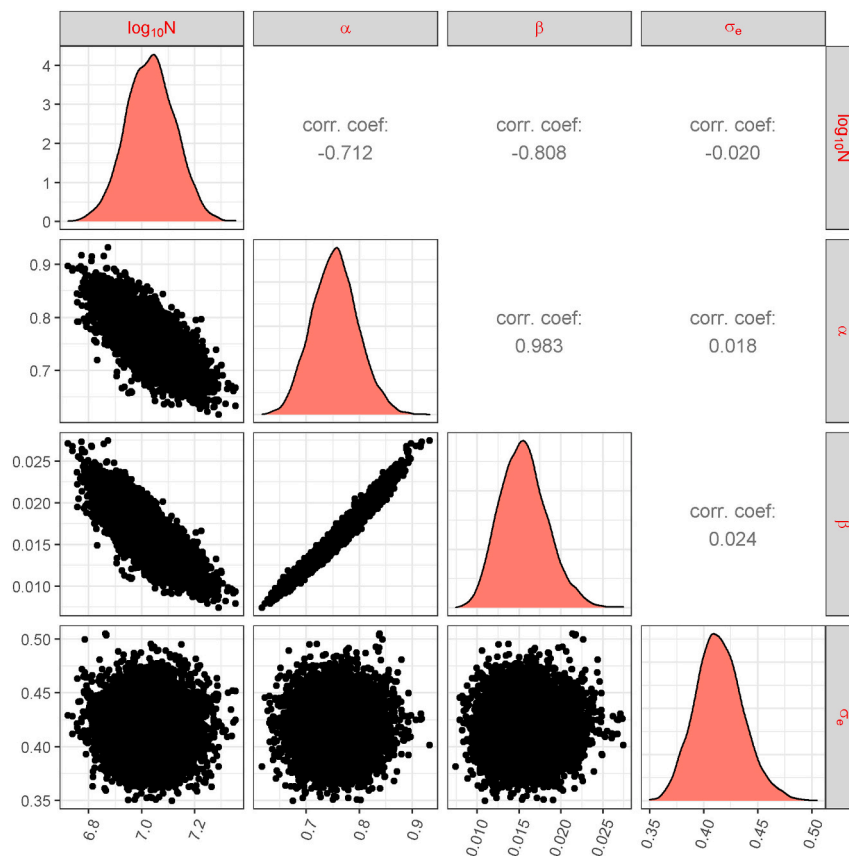 log₁₀N α β σₑ
4
3
2
1
0
corr. coef:
-0.712
corr. coef:
-0.808
corr. coef:
-0.020
log₁₀N
0.9
0.8
0.7
corr. coef:
0.983
corr. coef:
0.018
α
0.025
0.020
0.015
0.010
corr. coef:
0.024
β
0.50
0.45
0.40
0.35
σₑ
6.8 7.0 7.2 0.7 0.8 0.9 0.010 0.015 0.020 0.025 0.35 0.40 0.45 0.50